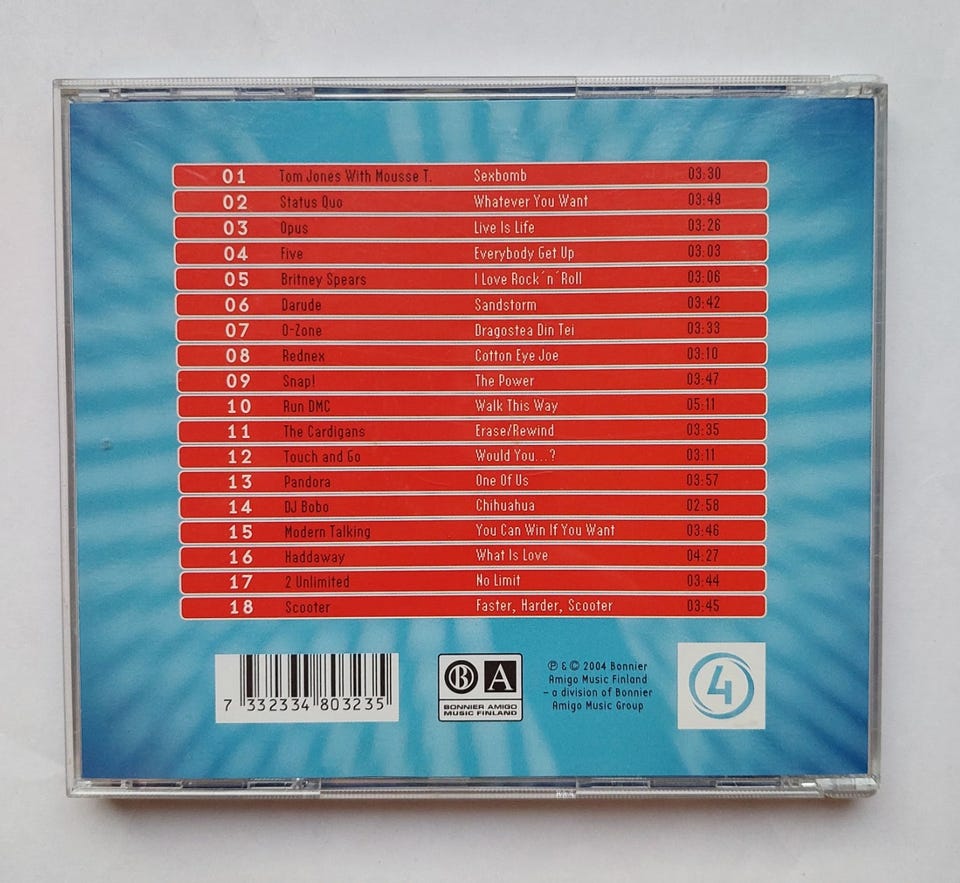 01 Tom Jones With Mousse T. Sexbomb 03:30
02 Status Quo Whatever You Want 03:49
03 Opus Live Is Life 03:26
04 Five Everybody Get Up 03:03
05 Britney Spears I Love Rock´n´Roll 03:06
06 Darude Sandstorm 03:42
07 O-Zone Dragostea Din Tei 03:33
08 Rednex Cotton Eye Joe 03:10
09 Snap! The Power 03:47
10 Run DMC Walk This Way 05:11
11 The Cardigans Erase/Rewind 03:35
12 Touch and Go Would You...? 03:11
13 Pandora One Of Us 03:57
14 DJ Bobo Chihuahua 02:58
15 Modern Talking You Can Win If You Want 03:46
16 Haddaway What Is Love 04:27
17 2 Unlimited No Limit 03:44
18 Scooter Faster, Harder, Scooter 03:45
7 332334 803235
B A
BONNIER AMIGO
MUSIC FINLAND
℗ & © 2004 Bonnier
Amigo Music Finland
– a division of Bonnier
Amigo Music Group
4